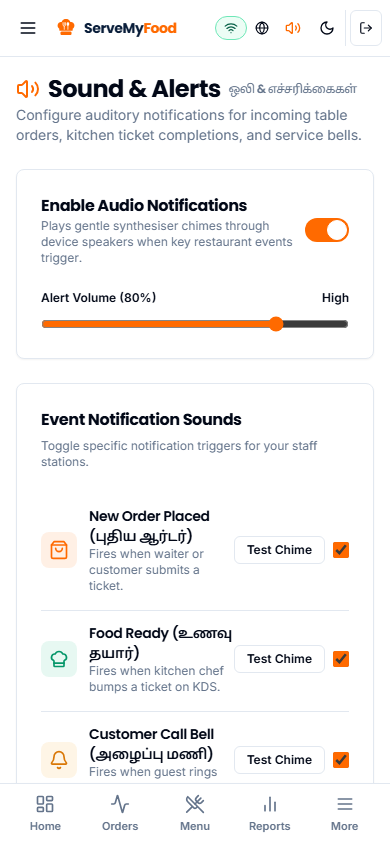 ServeMyFood
Sound & Alerts ஒலி & எச்சரிக்கைகள்
Configure auditory notifications for incoming table
orders, kitchen ticket completions, and service bells.
Enable Audio Notifications
Plays gentle synthesiser chimes through
device speakers when key restaurant events
trigger.
Alert Volume (80%) High
Event Notification Sounds
Toggle specific notification triggers for your staff
stations.
New Order Placed
(புதிய ஆர்டர்)
Fires when waiter or
customer submits a
ticket.
Test Chime
Food Ready (உணவு
தயார்)
Fires when kitchen chef
bumps a ticket on KDS.
Test Chime
Customer Call Bell
(அழைப்பு மணி)
Fires when guest rings
Test Chime
Home Orders Menu Reports More